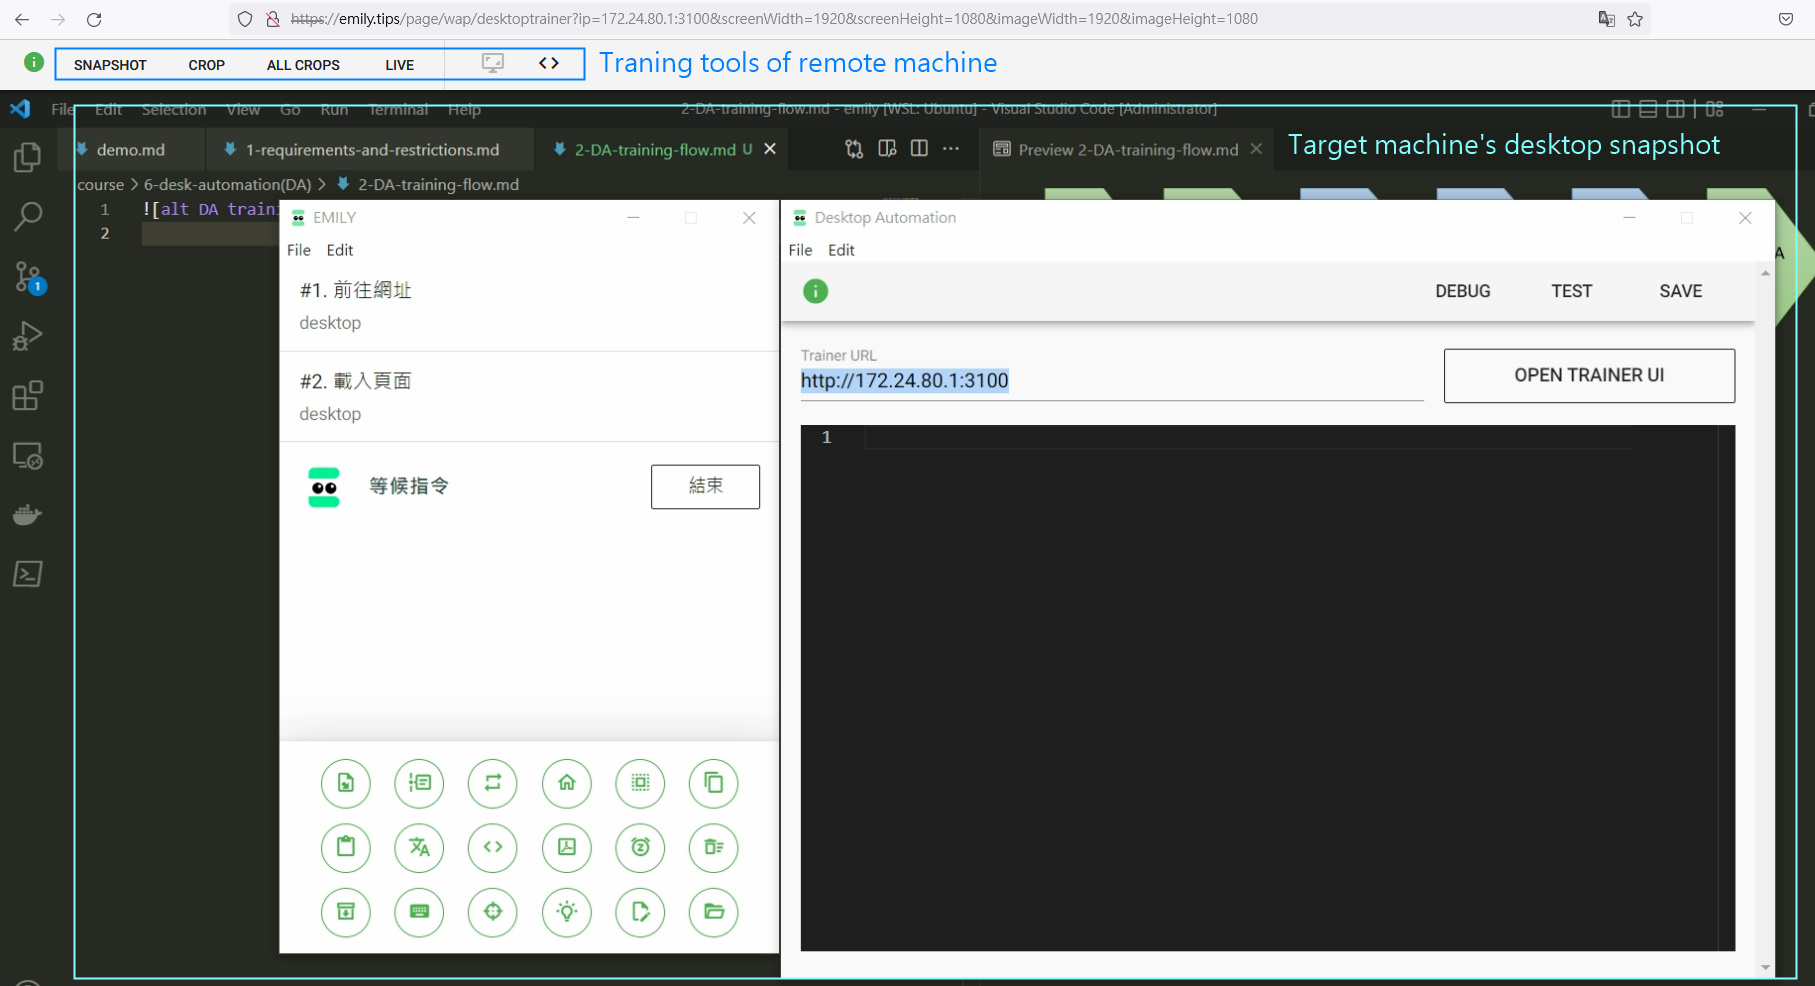 https://emily.tips/page/wap/desktoptrainer?ip=172.24.80.1:3100&screenWidth=1920&screenHeight=1080&imageWidth=1920&imageHeight=1080
SNAPSHOT CROP ALL CROPS LIVE Traning tools of remote machine
File Edit Selection View Go Run Terminal Help 2-DA-training-flow.md - emily [WSL: Ubuntu] - Visual Studio Code [Administrator]
Target machine's desktop snapshot
demo.md 1-requirements-and-restrictions.md 2-DA-training-flow.md U Preview 2-DA-training-flow.md
course > 6-desk-automation(DA) > 2-DA-training-flow.md
1 ![alt DA traini
2
1
EMILY
File Edit
#1. 前往網址
desktop
#2. 載入頁面
desktop
等候指令 結束
Desktop Automation
File Edit
DEBUG TEST SAVE
Trainer URL
http://172.24.80.1:3100
OPEN TRAINER UI
1
A